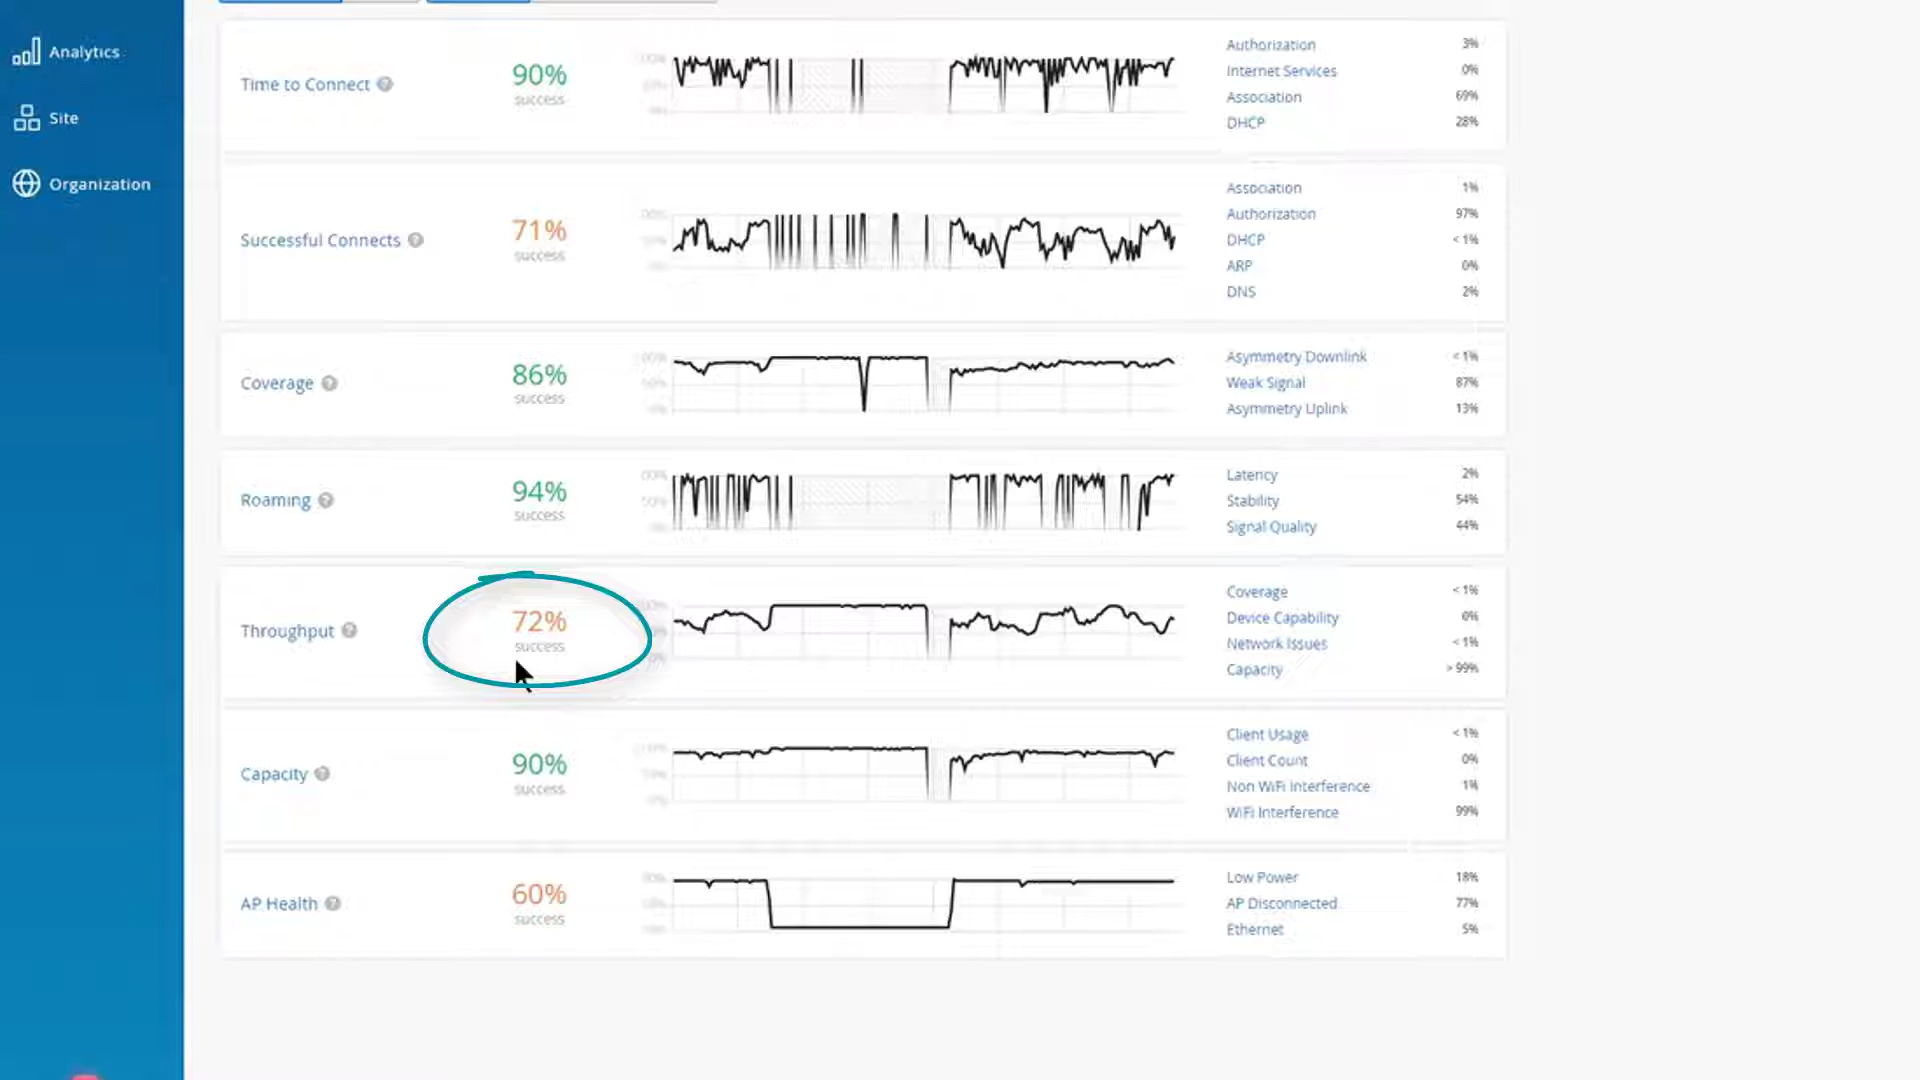 Analytics
Site
Organization
Time to Connect
90%
success
Authorization 3%
Internet Services 0%
Association 69%
DHCP 28%
Successful Connects
71%
success
Association 1%
Authorization 97%
DHCP <1%
ARP 0%
DNS 2%
Coverage
86%
success
Asymmetry Downlink <1%
Weak Signal 87%
Asymmetry Uplink 13%
Roaming
94%
success
Latency 2%
Stability 54%
Signal Quality 44%
Throughput
72%
success
Coverage <1%
Device Capability 0%
Network Issues <1%
Capacity >99%
Capacity
90%
success
Client Usage <1%
Client Count 0%
Non WiFi Interference 1%
WiFi Interference 99%
AP Health
60%
success
Low Power 18%
AP Disconnected 77%
Ethernet 5%